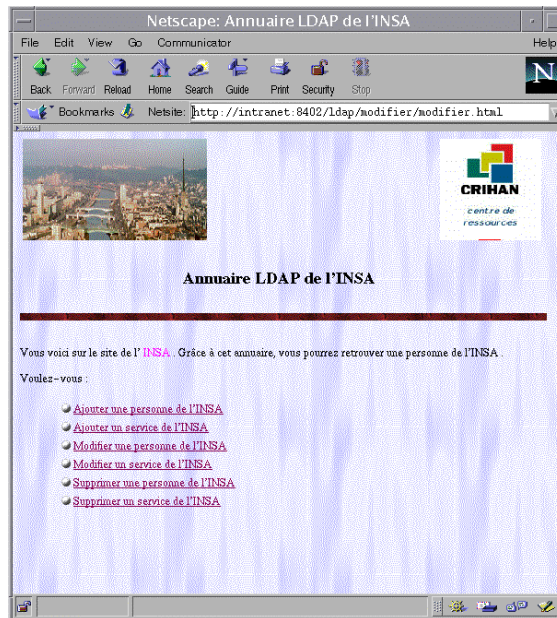 Netscape: Annuaire LDAP de l'INSA
File Edit View Go Communicator Help
Back Forward Reload Home Search Guide Print Security Stop
N
Bookmarks Netsite: http://intranet:8402/ldap/modifier/modifier.html
CRIHAN
centre de
ressources
Annuaire LDAP de l'INSA
Vous voici sur le site de l' INSA . Grâce à cet annuaire, vous pourrez retrouver une personne de l'INSA .
Voulez-vous :
Ajouter une personne de l'INSA
Ajouter un service de l'INSA
Modifier une personne de l'INSA
Modifier un service de l'INSA
Supprimer une personne de l'INSA
Supprimer un service de l'INSA